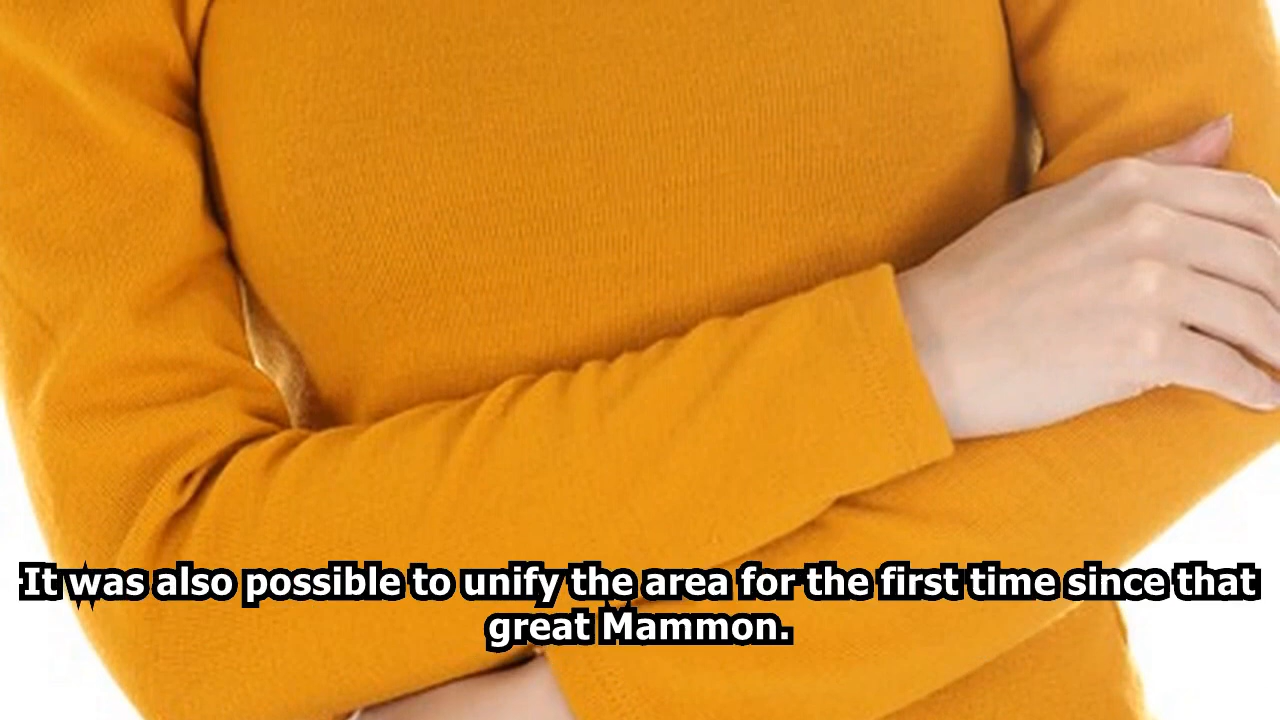 It was also possible to unify the area for the first time since that
great Mammon.